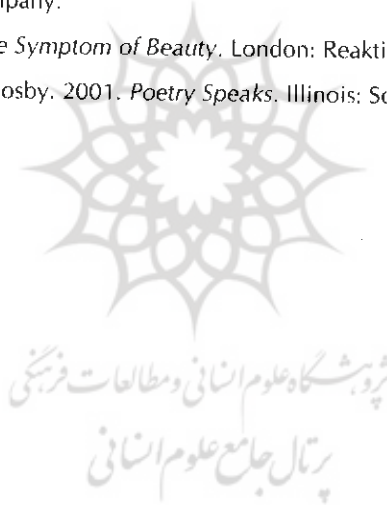 mpany.
e Symptom of Beauty. London: Reakti
osby. 2001. Poetry Speaks. Illinois: So
پژوهشگاه علوم انسانی و مطالعات فرهنگی
پرتال جامع علوم انسانی